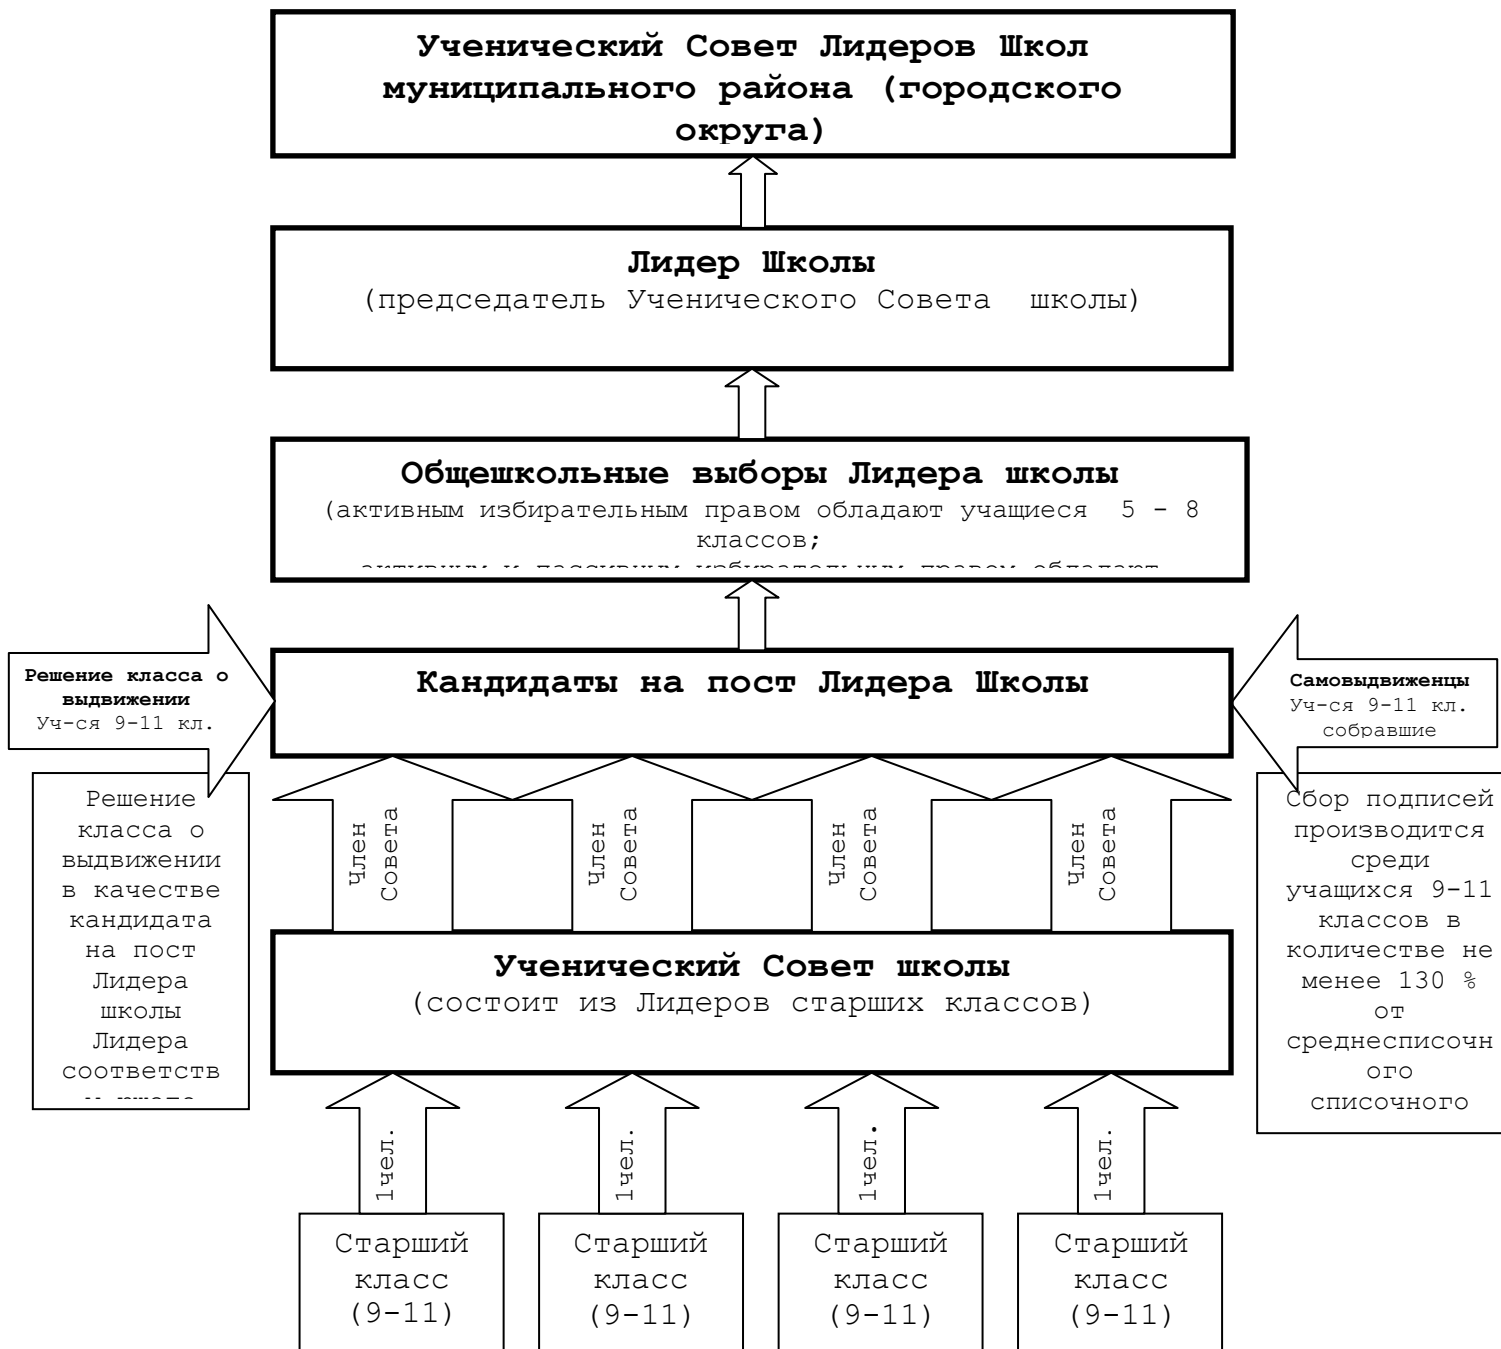 Ученический Совет Лидеров Школ
муниципального района (городского
округа)
Лидер Школы
(председатель Ученического Совета школы)
Общешкольные выборы Лидера школы
(активным избирательным правом обладают учащиеся 5 - 8
классов;
активным и пассивным избирательным правом обладают
Решение класса о
выдвижении
Уч-ся 9-11 кл.
Кандидаты на пост Лидера Школы
Самовыдвиженцы
Уч-ся 9-11 кл.
собравшие
Решение
класса о
выдвижении
в качестве
кандидата
на пост
Лидера
школы
Лидера
соответств
Член
Совета
Член
Совета
Член
Совета
Член
Совета
Сбор подписей
производится
среди
учащихся 9-11
классов в
количестве не
менее 130 %
от
среднесписочн
ого
списочного
Ученический Совет школы
(состоит из Лидеров старших классов)
1чел.
1чел.
1чел.
1чел.
Старший
класс
(9-11)
Старший
класс
(9-11)
Старший
класс
(9-11)
Старший
класс
(9-11)